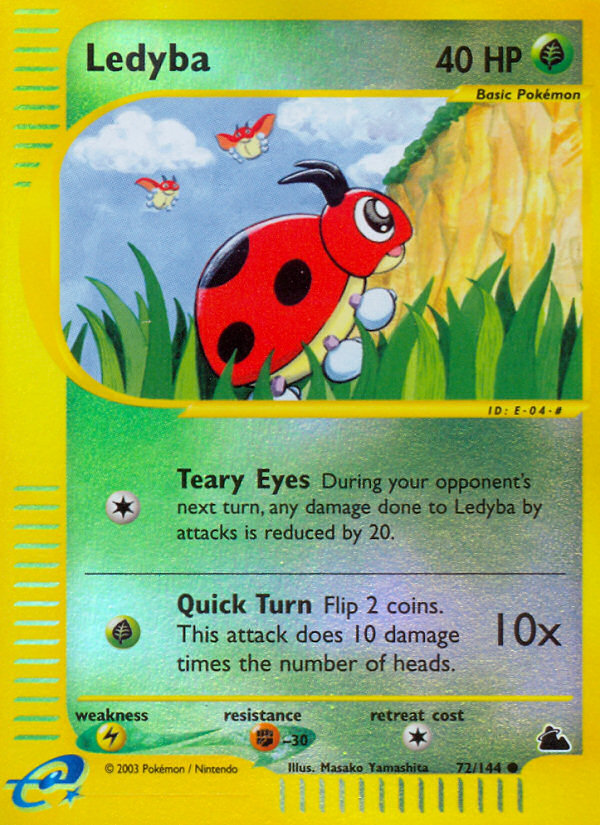 Ledyba 40 HP
Basic Pokémon
ID: E-04-#
Teary Eyes During your opponent's
next turn, any damage done to Ledyba by
attacks is reduced by 20.
Quick Turn Flip 2 coins.
This attack does 10 damage 10x
times the number of heads.
weakness resistance retreat cost
–30
© 2003 Pokémon / Nintendo Illus. Masako Yamashita 72/144
e